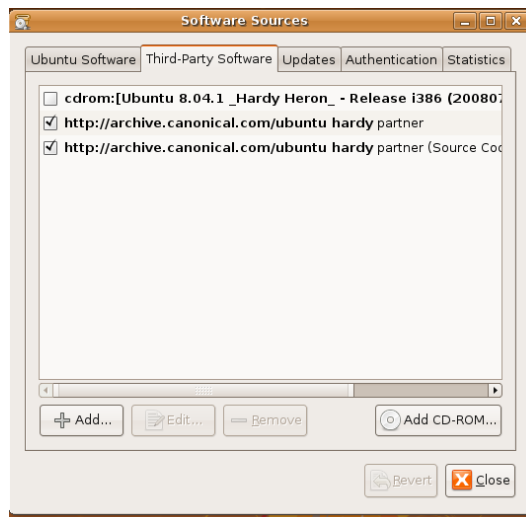 Software Sources
Ubuntu Software Third-Party Software Updates Authentication Statistics
cdrom:[Ubuntu 8.04.1 _Hardy Heron_ - Release i386 (200807
http://archive.canonical.com/ubuntu hardy partner
http://archive.canonical.com/ubuntu hardy partner (Source Cod
Add... Edit... Remove Add CD-ROM...
Revert Close